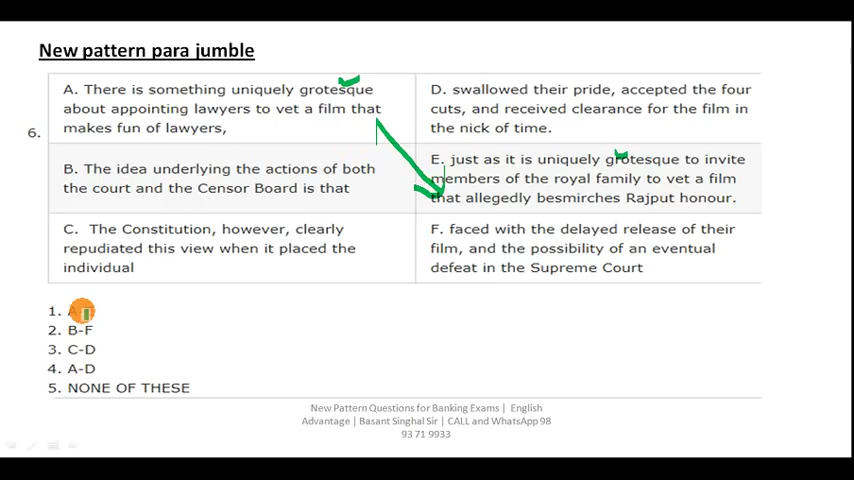 New pattern para jumble
6.
A. There is something uniquely grotesque
about appointing lawyers to vet a film that
makes fun of lawyers,
D. swallowed their pride, accepted the four
cuts, and received clearance for the film in
the nick of time.
B. The idea underlying the actions of both
the court and the Censor Board is that
E. just as it is uniquely grotesque to invite
members of the royal family to vet a film
that allegedly besmirches Rajput honour.
C. The Constitution, however, clearly
repudiated this view when it placed the
individual
F. faced with the delayed release of their
film, and the possibility of an eventual
defeat in the Supreme Court
1.
2. B-F
3. C-D
4. A-D
5. NONE OF THESE
New Pattern Questions for Banking Exams | English
Advantage | Basant Singhal Sir | CALL and WhatsApp 98
93 71 9933